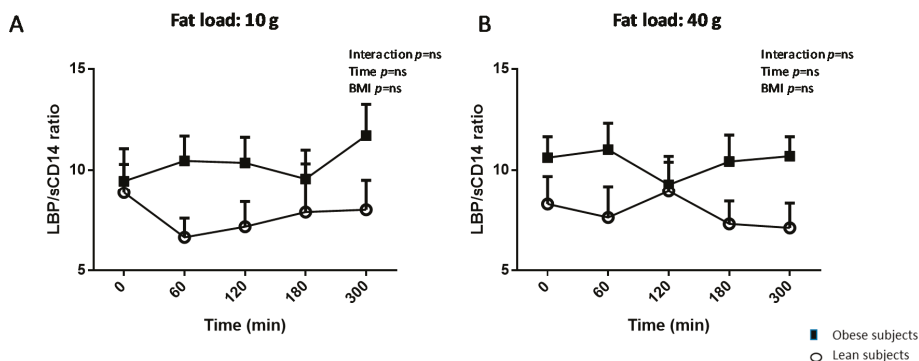 A
Fat load: 10 g
Interaction p=ns
Time p=ns
BMI p=ns
LBP/sCD14 ratio
15
10
5
0
60
120
180
300
Time (min)
B
Fat load: 40 g
Interaction p=ns
Time p=ns
BMI p=ns
LBP/sCD14 ratio
15
10
5
0
60
120
180
300
Time (min)
Obese subjects
Lean subjects